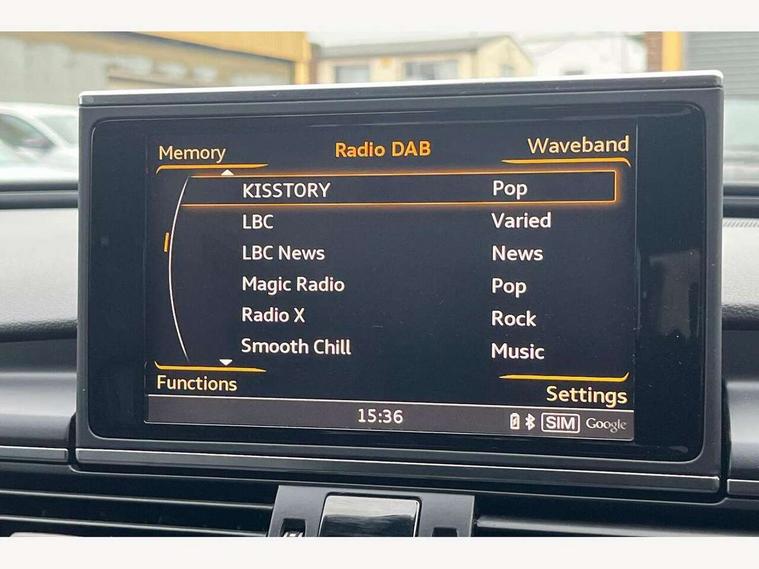 Memory Radio DAB Waveband
KISSTORY Pop
LBC Varied
LBC News News
Magic Radio Pop
Radio X Rock
Smooth Chill Music
Functions Settings
15:36 SIM Google